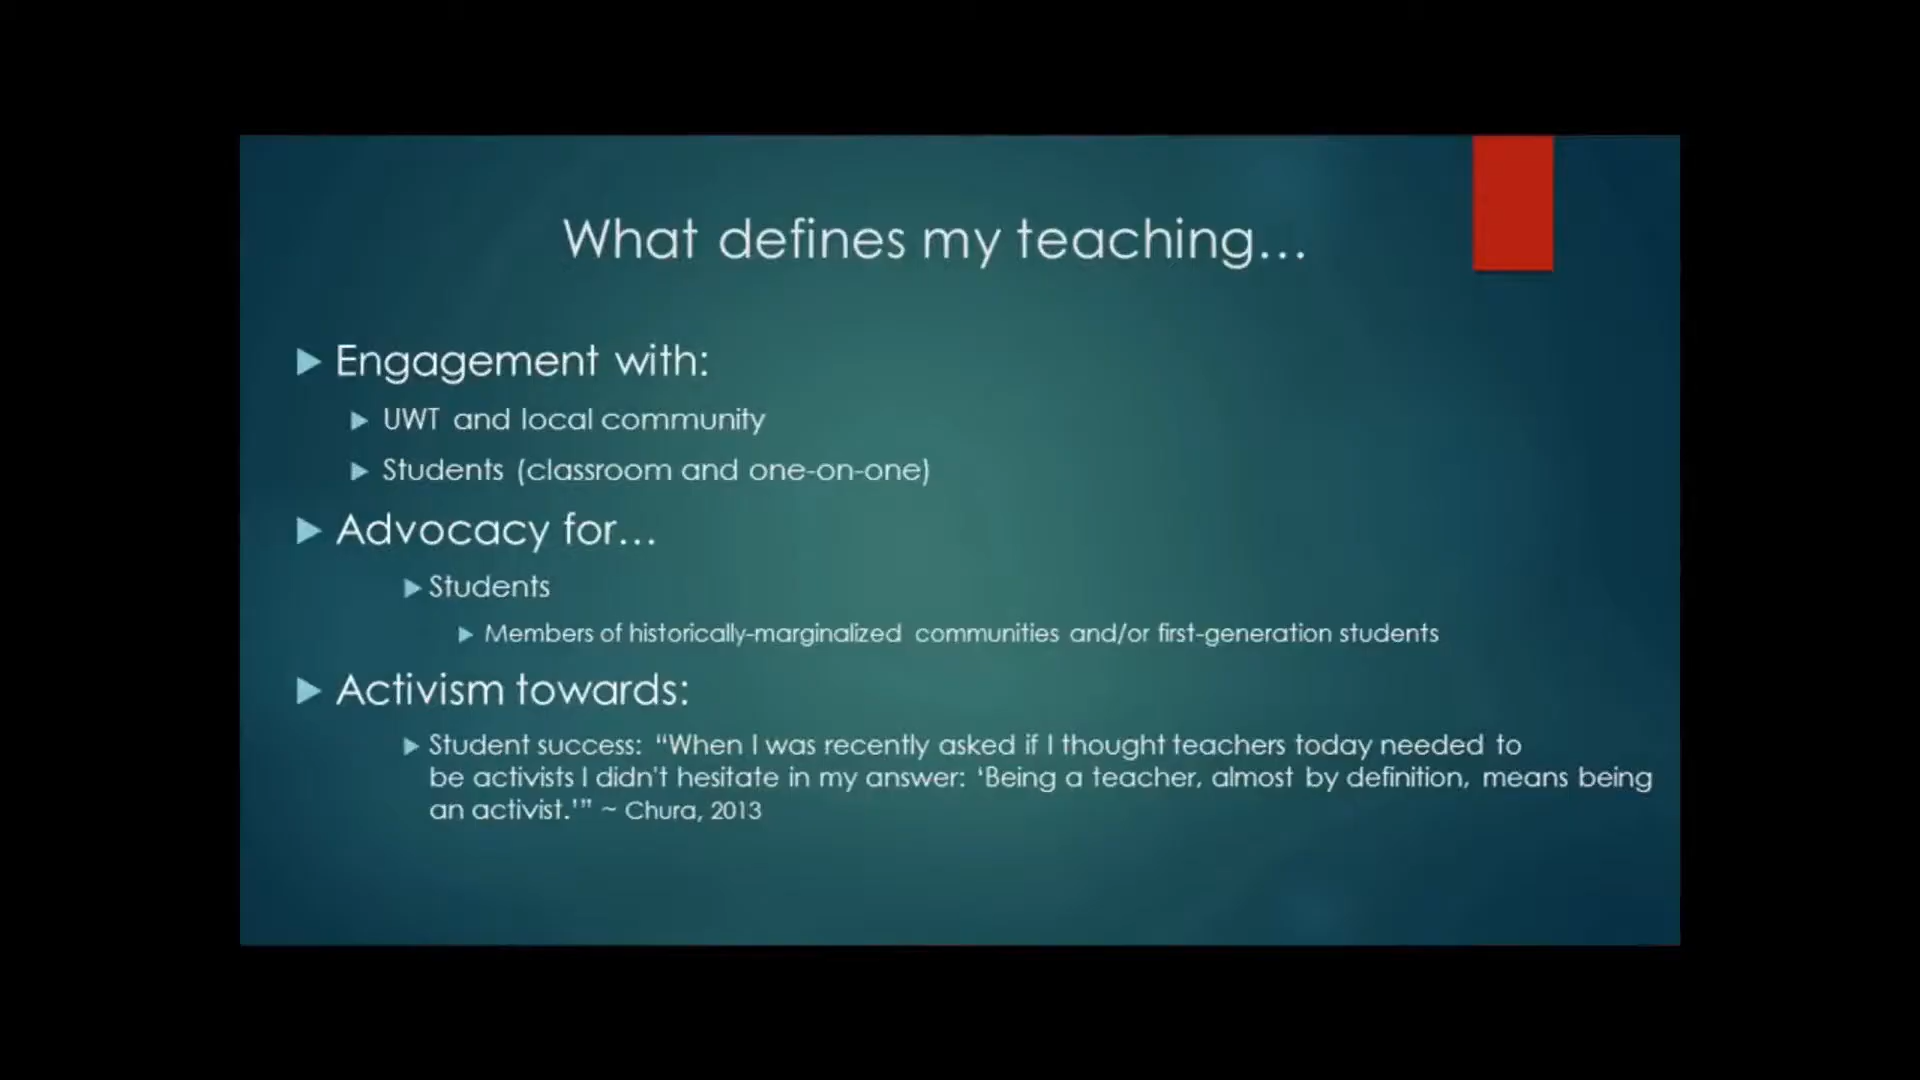 What defines my teaching…
Engagement with:
UWT and local community
Students (classroom and one-on-one)
Advocacy for…
Students
Members of historically-marginalized communities and/or first-generation students
Activism towards:
Student success: “When I was recently asked if I thought teachers today needed to
be activists I didn't hesitate in my answer: ‘Being a teacher, almost by definition, means being
an activist.'” ~ Chura, 2013